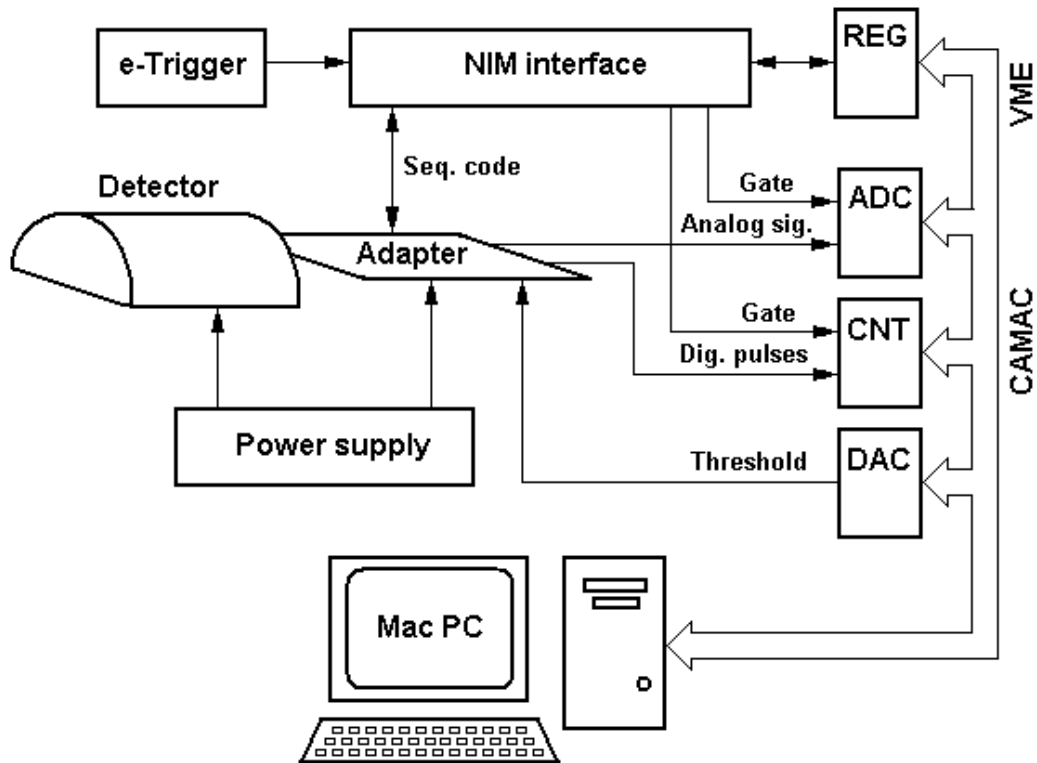 e-Trigger
NIM interface
REG
VME
Seq. code
Detector
Gate
ADC
Analog sig.
Adapter
Gate
CNT
Dig. pulses
CAMAC
Power supply
Threshold
DAC
Mac PC